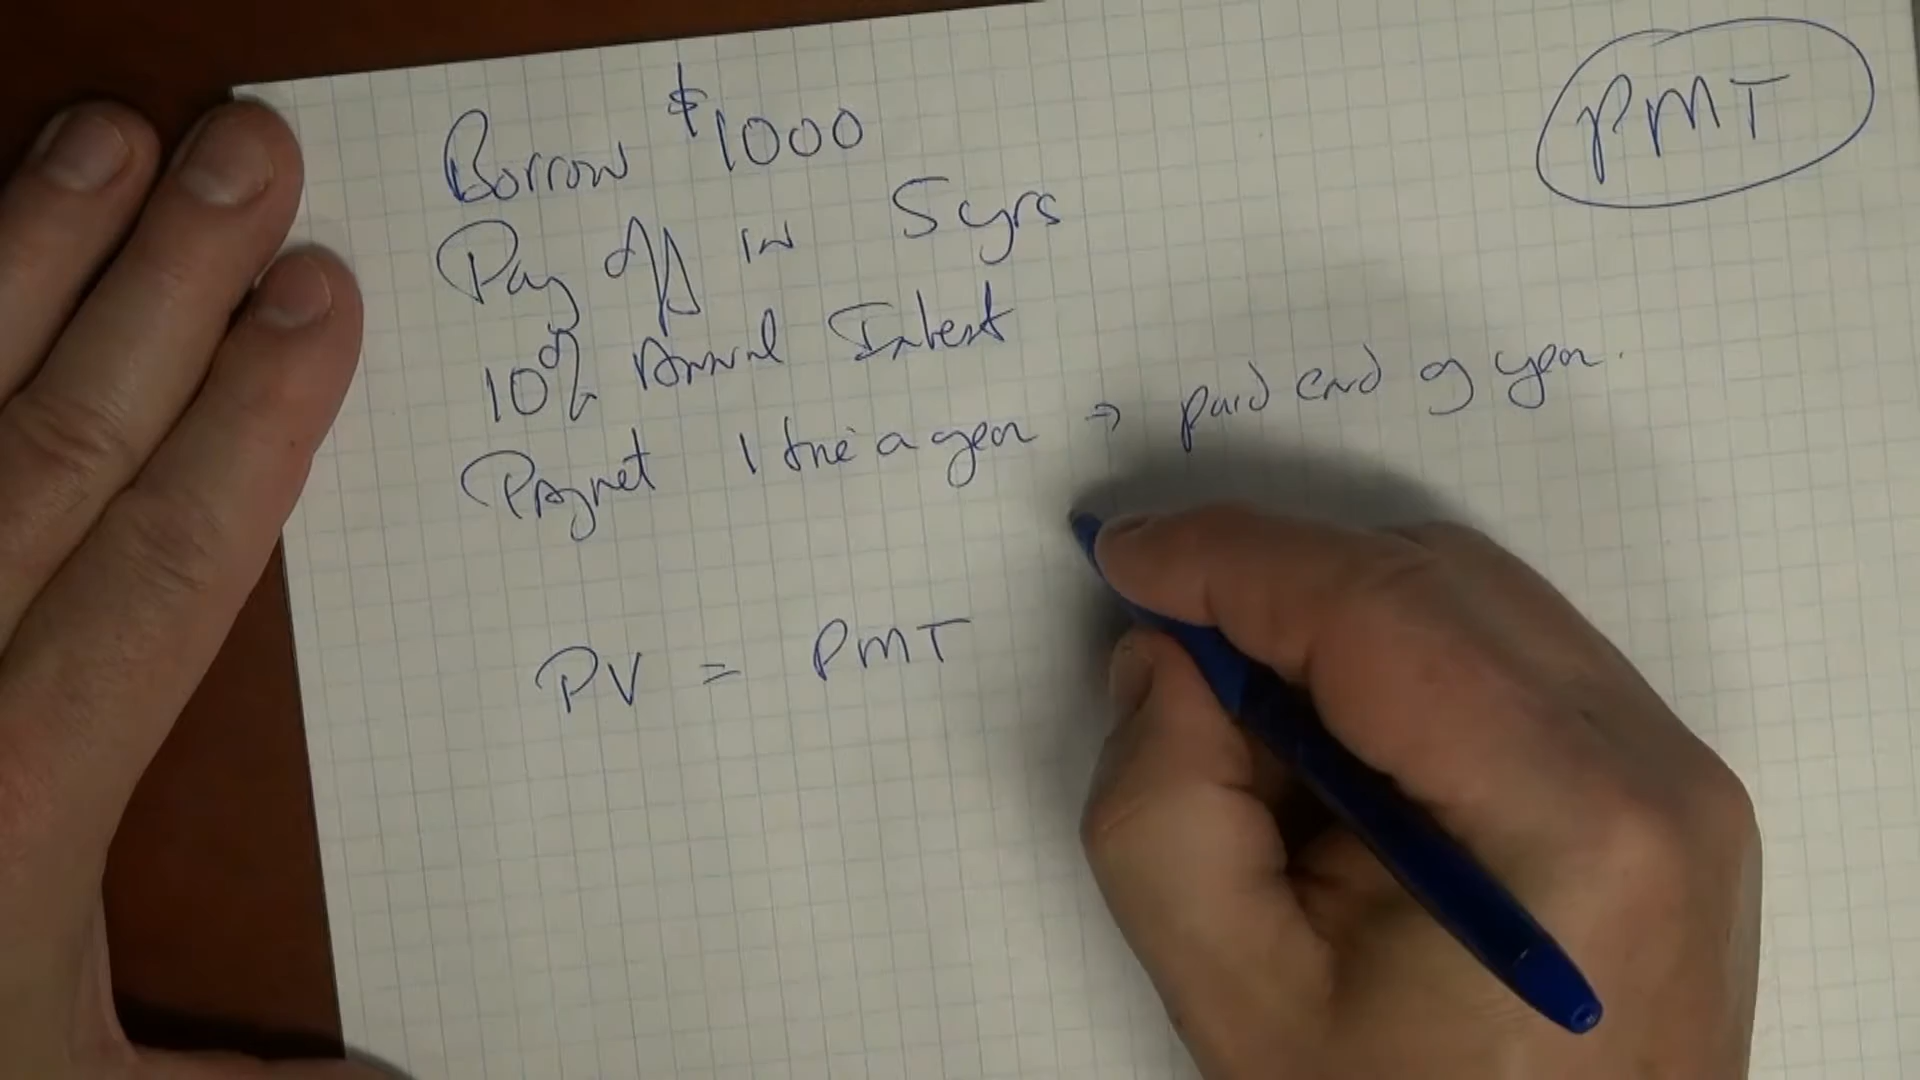 Borrow $1000
PMT
Pay off in 5 yrs
10% Annual Interest
Paymet 1 time a year → paid end of year.
PV = PMT